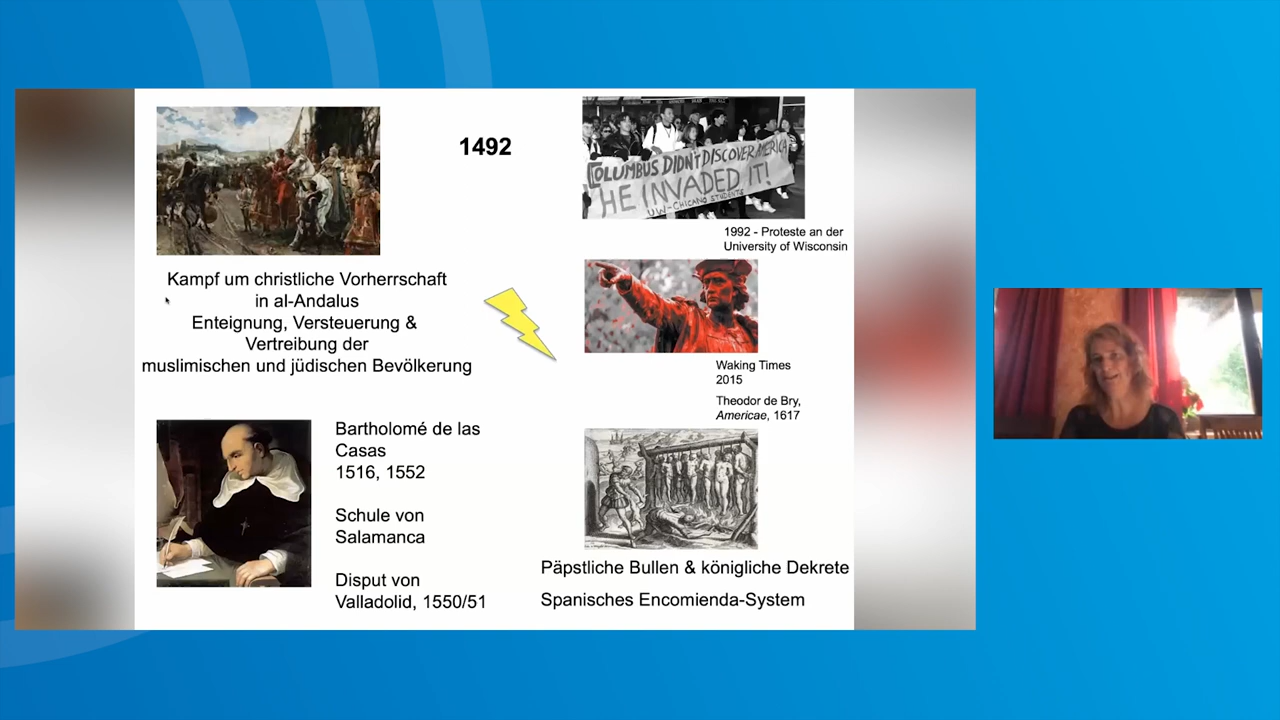 1492
Kampf um christliche Vorherrschaft
in al-Andalus
Enteignung, Versteuerung &
Vertreibung der
muslimischen und jüdischen Bevölkerung
Bartholomé de las
Casas
1516, 1552
Schule von
Salamanca
Disput von
Valladolid, 1550/51
COLUMBUS DIDN'T DISCOVER AMERICA
HE INVADED IT!
UW-CHICANO STUDENTS
1992 - Proteste an der
University of Wisconsin
Waking Times
2015
Theodor de Bry,
Americae, 1617
Päpstliche Bullen & königliche Dekrete
Spanisches Encomienda-System